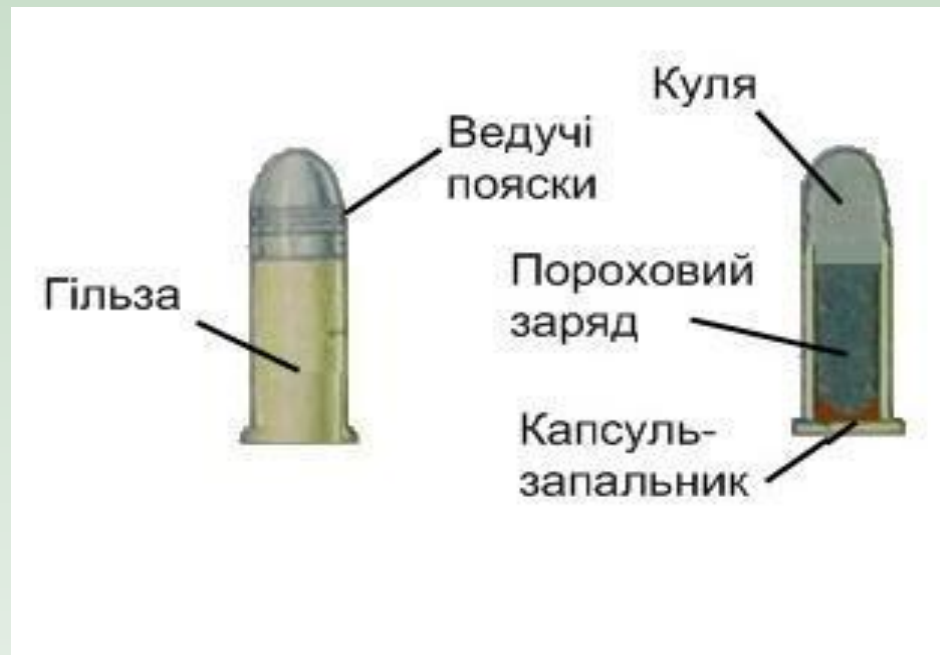 Куля
Ведучі
пояски
Гільза
Пороховий
заряд
Капсуль-
запальник